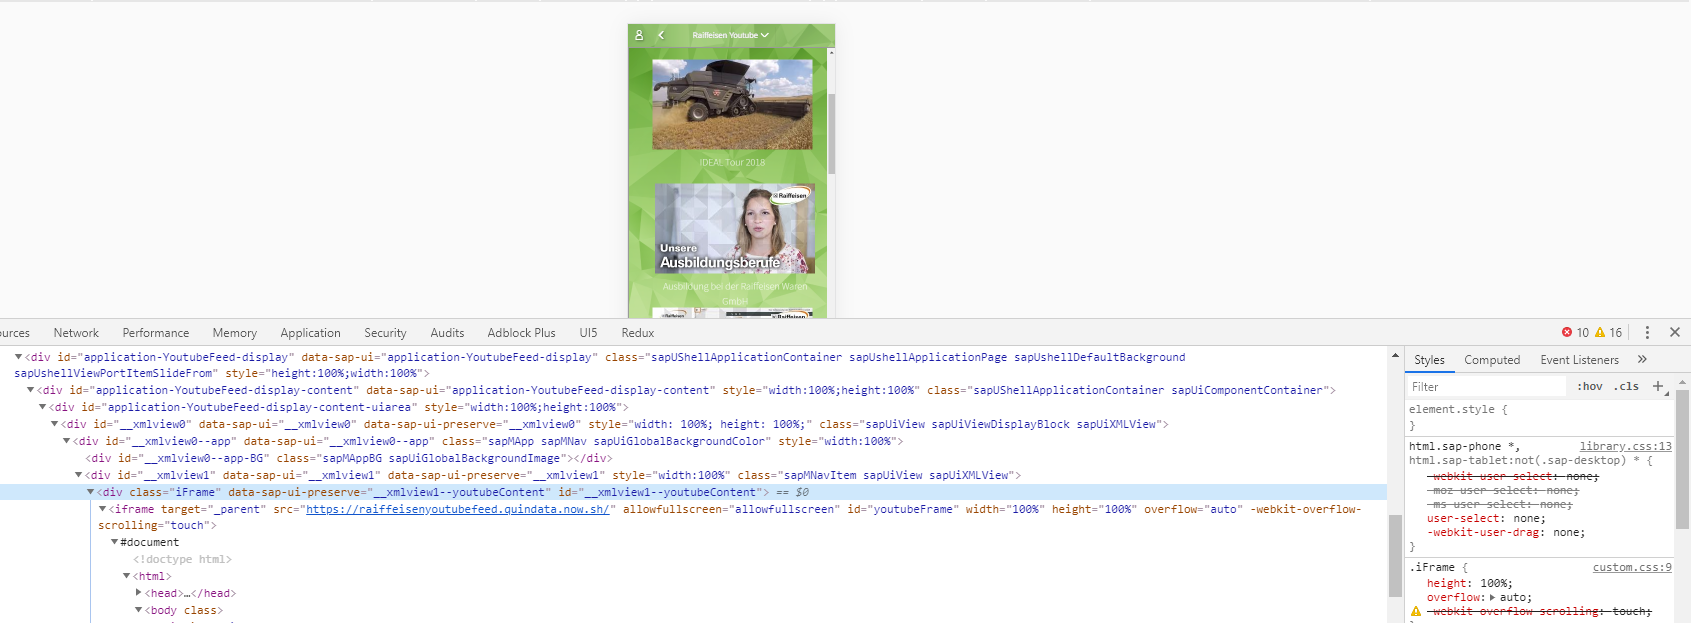 Raiffeisen Youtube
IDEAL Tour 2018
Raiffeisen
Unsere
Ausbildungsberufe
Ausbildung bei der Raiffeisen Waren
GmbH
Raiffeisen
Raiffeisen
ources Network Performance Memory Application Security Audits Adblock Plus UI5 Redux 10 16
<div id="application-YoutubeFeed-display" data-sap-ui="application-YoutubeFeed-display" class="sapUShellApplicationContainer sapUshellApplicationPage sapUshellDefaultBackground
sapUshellViewPortItemSlideFrom" style="height:100%;width:100%">
<div id="application-YoutubeFeed-display-content" data-sap-ui="application-YoutubeFeed-display-content" style="width:100%;height:100%" class="sapUShellApplicationContainer sapUiComponentContainer">
<div id="application-YoutubeFeed-display-content-uiarea" style="width:100%;height:100%">
<div id="__xmlview0" data-sap-ui="__xmlview0" data-sap-ui-preserve="__xmlview0" style="width: 100%; height: 100%;" class="sapUiView sapUiViewDisplayBlock sapUiXMLView">
<div id="__xmlview0--app" data-sap-ui="__xmlview0--app" class="sapMApp sapMNav sapUiGlobalBackgroundColor" style="width:100%">
<div id="__xmlview0--app-BG" class="sapMAppBG sapUiGlobalBackgroundImage"></div>
<div id="__xmlview1" data-sap-ui="__xmlview1" data-sap-ui-preserve="__xmlview1" style="width:100%" class="sapMNavItem sapUiView sapUiXMLView">
<div class="iFrame" data-sap-ui-preserve="__xmlview1--youtubeContent" id="__xmlview1--youtubeContent"> == $0
<iframe target="_parent" src="https://raiffeisenyoutubefeed.quindata.now.sh/" allowfullscreen="allowfullscreen" id="youtubeFrame" width="100%" height="100%" overflow="auto" -webkit-overflow-
scrolling="touch">
#document
<!doctype html>
<html>
<head>…</head>
<body class>
Styles Computed Event Listeners »
Filter :hov .cls +
element.style {
}
html.sap-phone *, library.css:13
html.sap-tablet:not(.sap-desktop) * {
-webkit-user-select: none;
-moz-user-select: none;
-ms-user-select: none;
user-select: none;
-webkit-user-drag: none;
}
.iFrame { custom.css:9
height: 100%;
overflow: auto;
-webkit-overflow-scrolling: touch;